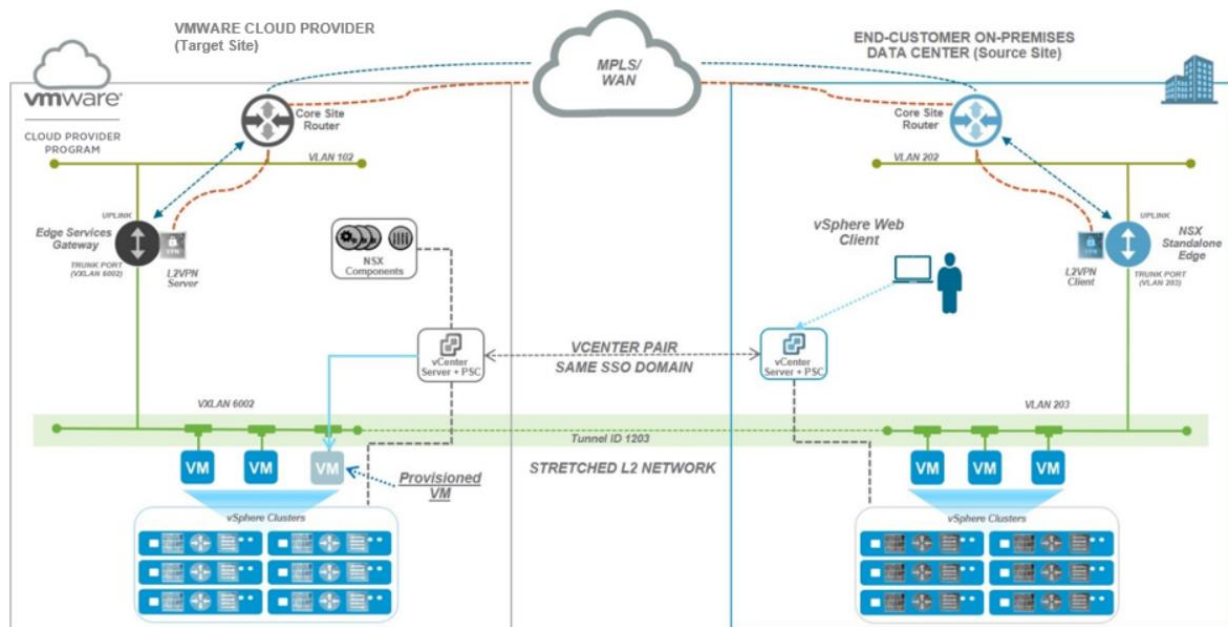 VMWARE CLOUD PROVIDER
(Target Site)
END-CUSTOMER ON-PREMISES
DATA CENTER (Source Site)
MPLS/
WAN
vmware®
CLOUD PROVIDER
PROGRAM
Core Site
Router
Core Site
Router
VLAN 102
VLAN 202
UPLINK
Edge Services
Gateway
TRUNK PORT
(VXLAN 6002)
VPN
L2VPN
Server
NSX
Components
vSphere Web
Client
UPLINK
NSX
Standalone
Edge
TRUNK PORT
(VLAN 203)
VPN
L2VPN
Client
vCenter
Server + PSC
VCENTER PAIR
SAME SSO DOMAIN
vCenter
Server + PSC
VXLAN 6002
VLAN 203
Tunnel ID 1203
VM
VM
VM
STRETCHED L2 NETWORK
VM
VM
VM
Provisioned
VM
vSphere Clusters
vSphere Clusters